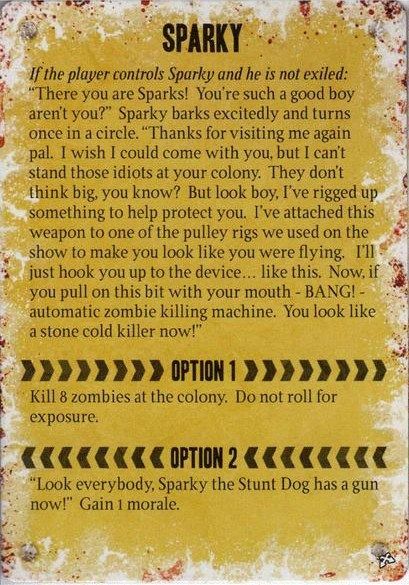 SPARKY
If the player controls Sparky and he is not exiled:
“There you are Sparks!  You’re such a good boy
aren’t you?”  Sparky barks excitedly and turns
once in a circle. “Thanks for visiting me again
pal.  I wish I could come with you, but I can’t
stand those idiots at your colony.  They don’t
think big, you know?  But look boy, I’ve rigged up
something to help protect you.  I’ve attached this
weapon to one of the pulley rigs we used on the
show to make you look like you were flying.  I’ll
just hook you up to the device... like this.  Now, if
you pull on this bit with your mouth - BANG! -
automatic zombie killing machine.  You look like
a stone cold killer now!”
OPTION 1
Kill 8 zombies at the colony.  Do not roll for
exposure.
OPTION 2
“Look everybody, Sparky the Stunt Dog has a gun
now!”  Gain 1 morale.